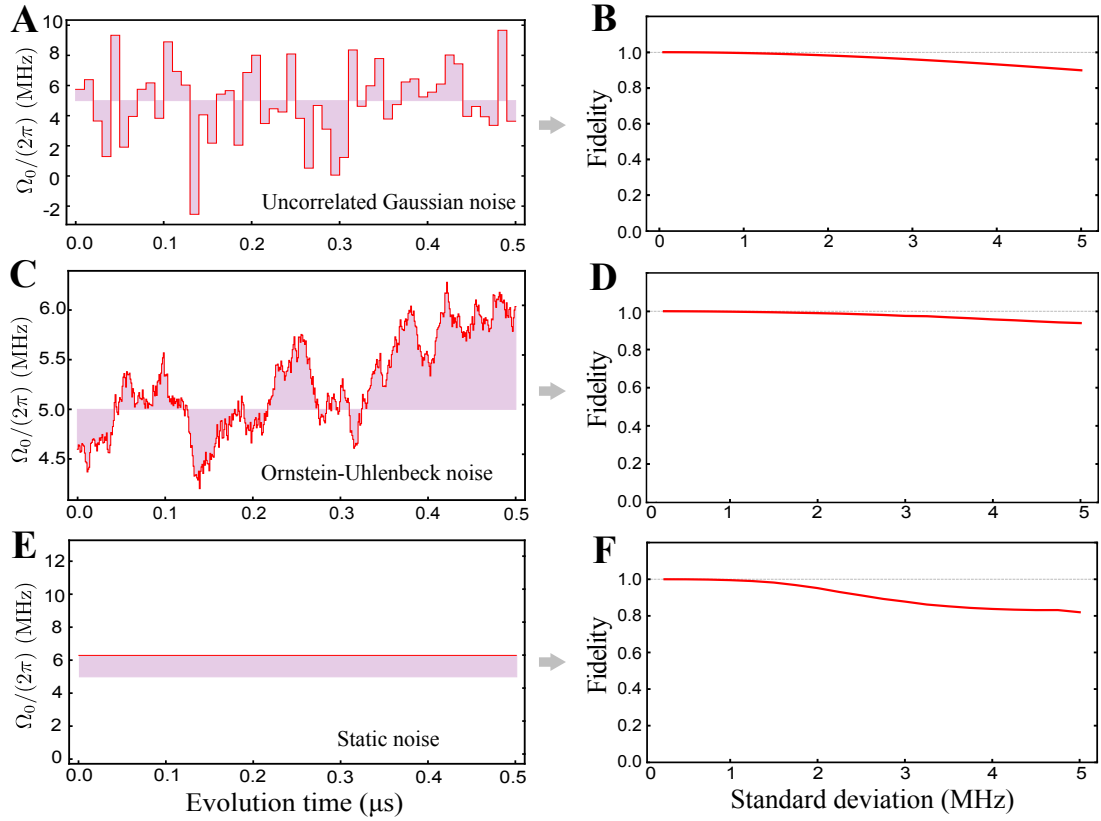 A
Ω₀/(2π) (MHz)
10
8
6
4
2
0
-2
Uncorrelated Gaussian noise
0.0 0.1 0.2 0.3 0.4 0.5
B
Fidelity
1.0
0.8
0.6
0.4
0.2
0.0
0 1 2 3 4 5
C
Ω₀/(2π) (MHz)
6.0
5.5
5.0
4.5
Ornstein-Uhlenbeck noise
0.0 0.1 0.2 0.3 0.4 0.5
D
Fidelity
1.0
0.8
0.6
0.4
0.2
0.0
0 1 2 3 4 5
E
Ω₀/(2π) (MHz)
12
10
8
6
4
2
0
Static noise
0.0 0.1 0.2 0.3 0.4 0.5
Evolution time (μs)
F
Fidelity
1.0
0.8
0.6
0.4
0.2
0.0
0 1 2 3 4 5
Standard deviation (MHz)